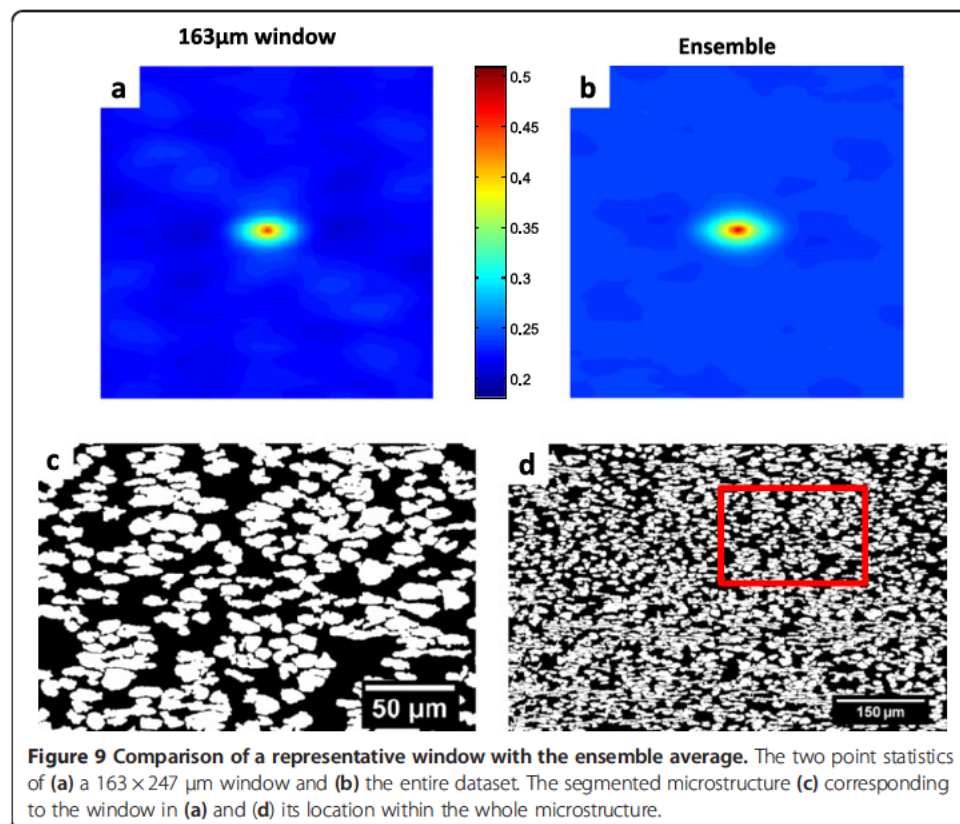 163µm window
Ensemble
a
b
0.5
0.45
0.4
0.35
0.3
0.25
0.2
c
d
50 µm
150 µm
Figure 9 Comparison of a representative window with the ensemble average. The two point statistics
of (a) a 163 × 247 µm window and (b) the entire dataset. The segmented microstructure (c) corresponding
to the window in (a) and (d) its location within the whole microstructure.